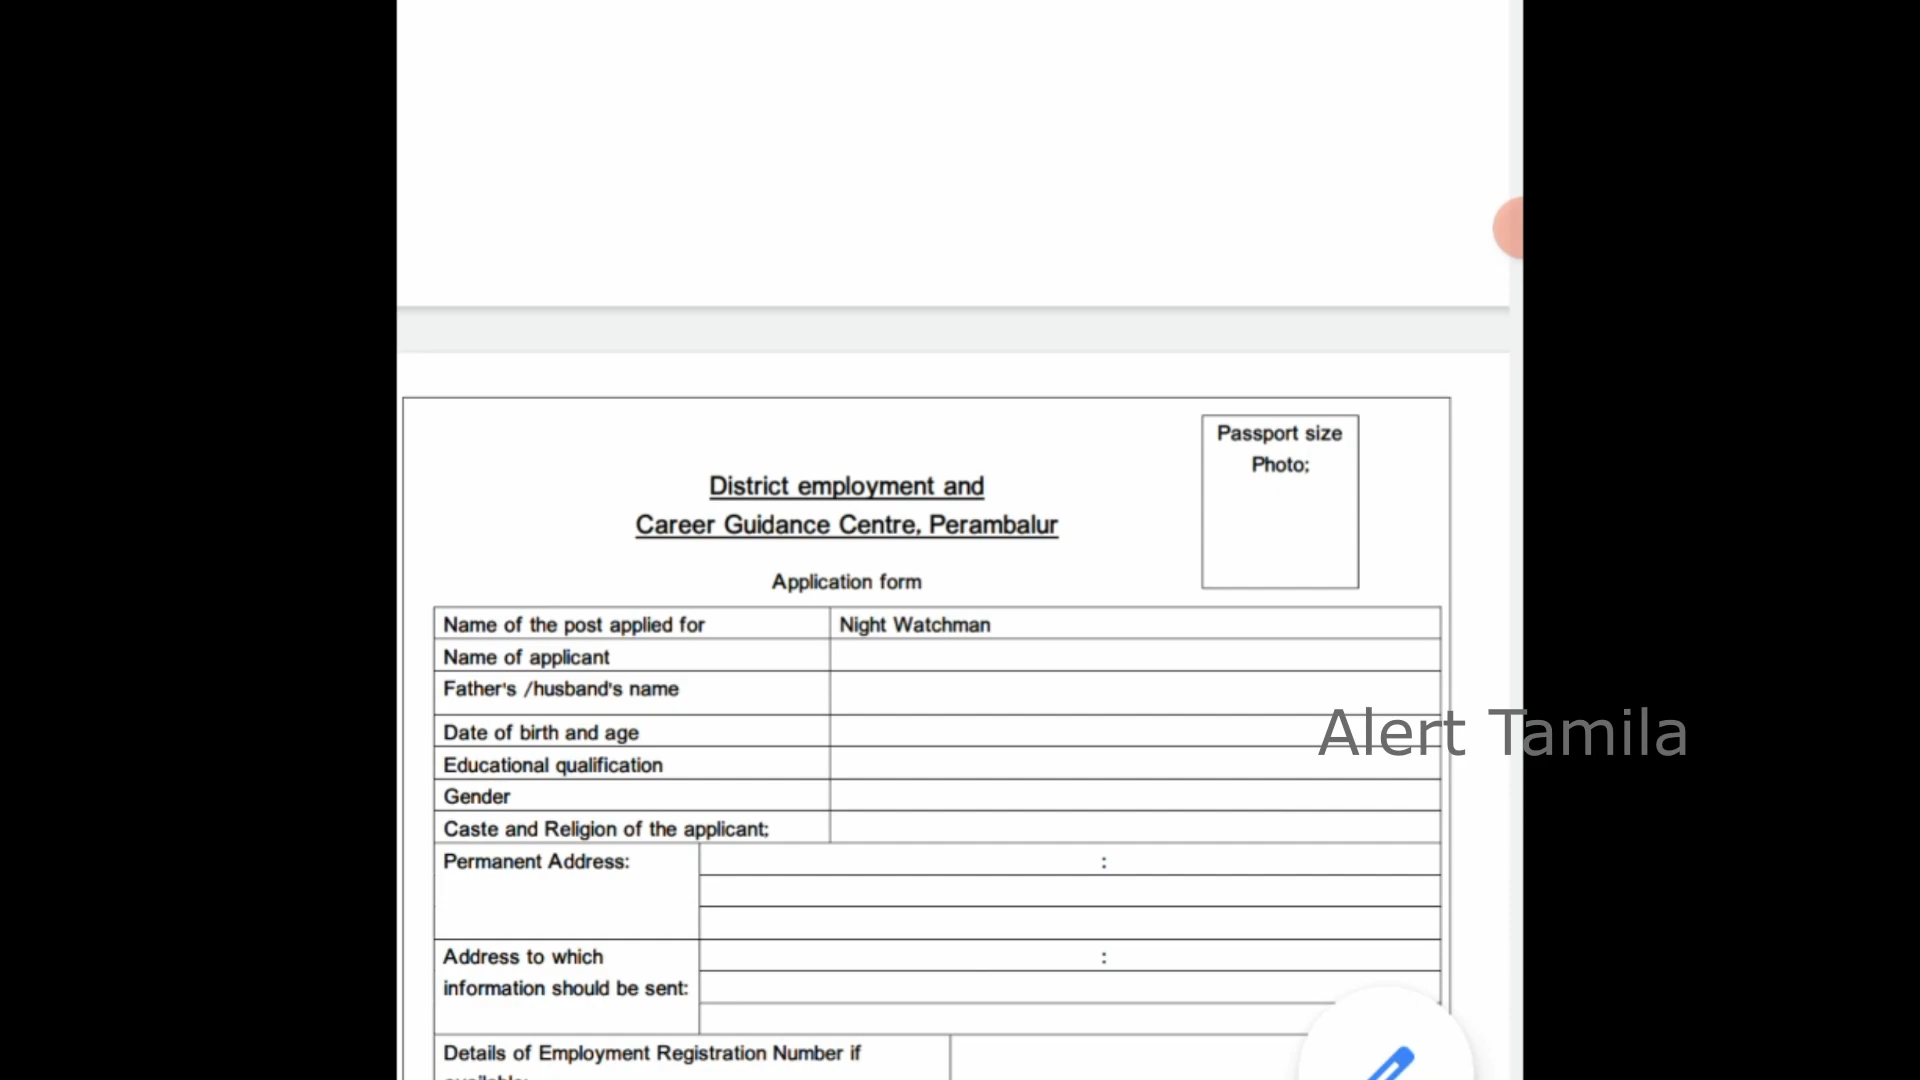 Passport size
Photo;
District employment and
Career Guidance Centre, Perambalur
Application form
Name of the post applied for Night Watchman
Name of applicant
Father's /husband's name
Date of birth and age
Educational qualification
Gender
Caste and Religion of the applicant;
Permanent Address: :
Address to which :
information should be sent:
Details of Employment Registration Number if
Alert Tamila